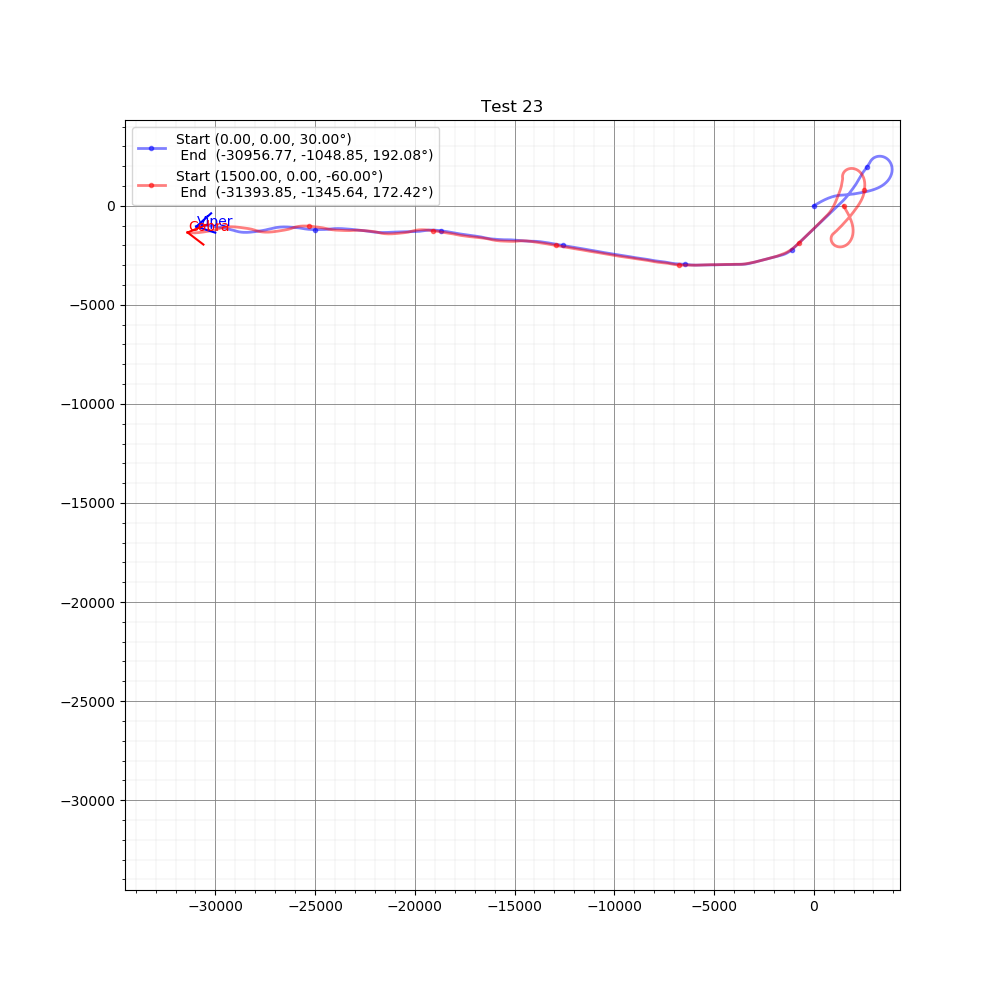 Test 23
Start (0.00, 0.00, 30.00°)
End  (-30956.77, -1048.85, 192.08°)
Start (1500.00, 0.00, -60.00°)
End  (-31393.85, -1345.64, 172.42°)
Viper
0
−5000
−10000
−15000
−20000
−25000
−30000
−30000 −25000 −20000 −15000 −10000 −5000 0